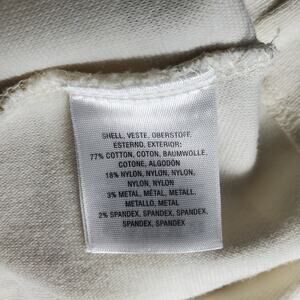 SHELL, VESTE, OBERSTOFF,
ESTERNO, EXTERIOR:
77% COTTON, COTON, BAUMWOLLE,
COTONE, ALGODÓN
18% NYLON, NYLON, NYLON,
NYLON, NYLON
3% METAL, MÉTAL, METALL,
METALLO, METAL
2% SPANDEX, SPANDEX, SPANDEX,
SPANDEX, SPANDEX